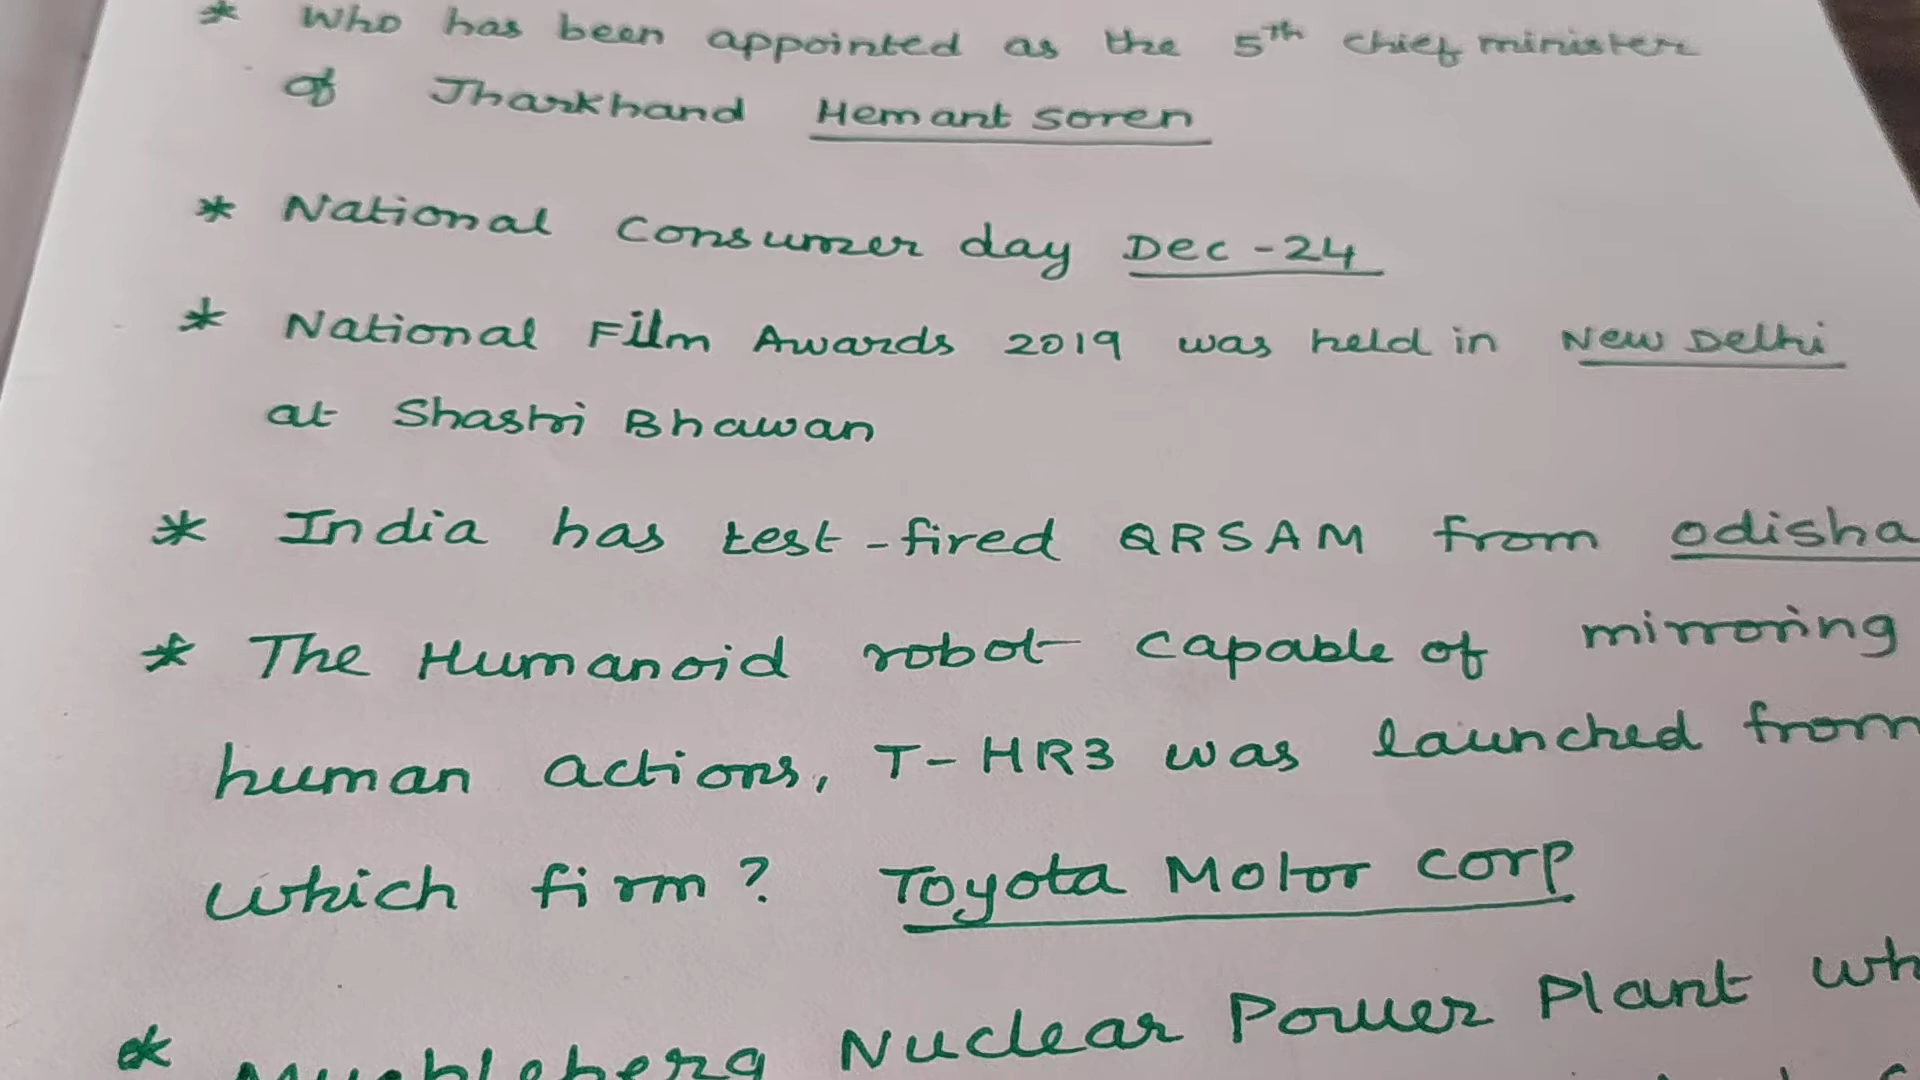 * Who has been appointed as the 5th chief minister
of Jharkhand Hemant soren
* National Consumer day Dec-24
* National Film Awards 2019 was held in New Delhi
at Shastri Bhawan
* India has test-fired QRSAM from odisha
* The Humanoid robot capable of mirroring
human actions, T-HR3 was launched from
which firm? Toyota Motor corp
* Muehleberg Nuclear Power Plant wh